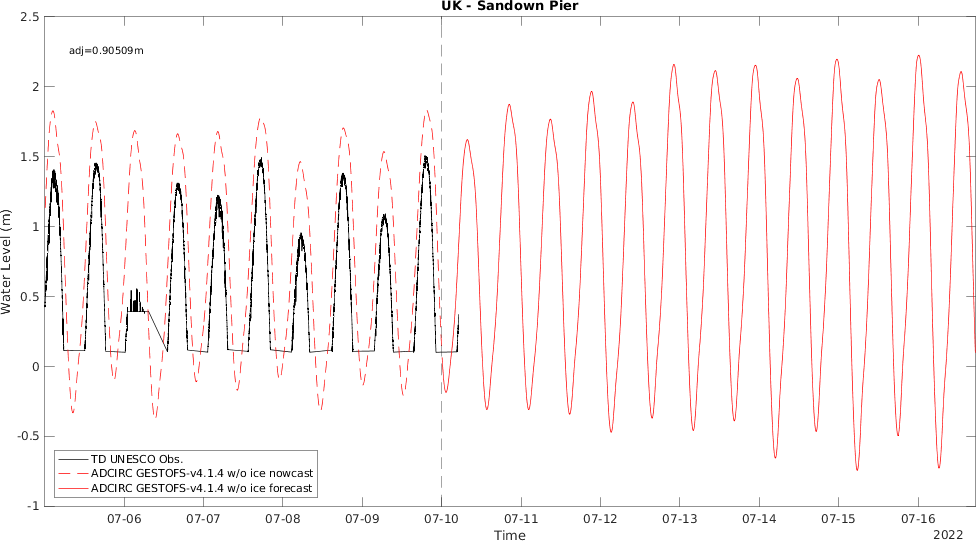 UK - Sandown Pier
adj=0.90509m
2.5
2
1.5
1
0.5
0
-0.5
-1
Water Level (m)
TD UNESCO Obs.
ADCIRC GESTOFS-v4.1.4 w/o ice nowcast
ADCIRC GESTOFS-v4.1.4 w/o ice forecast
07-06 07-07 07-08 07-09 07-10 07-11 07-12 07-13 07-14 07-15 07-16
Time
2022